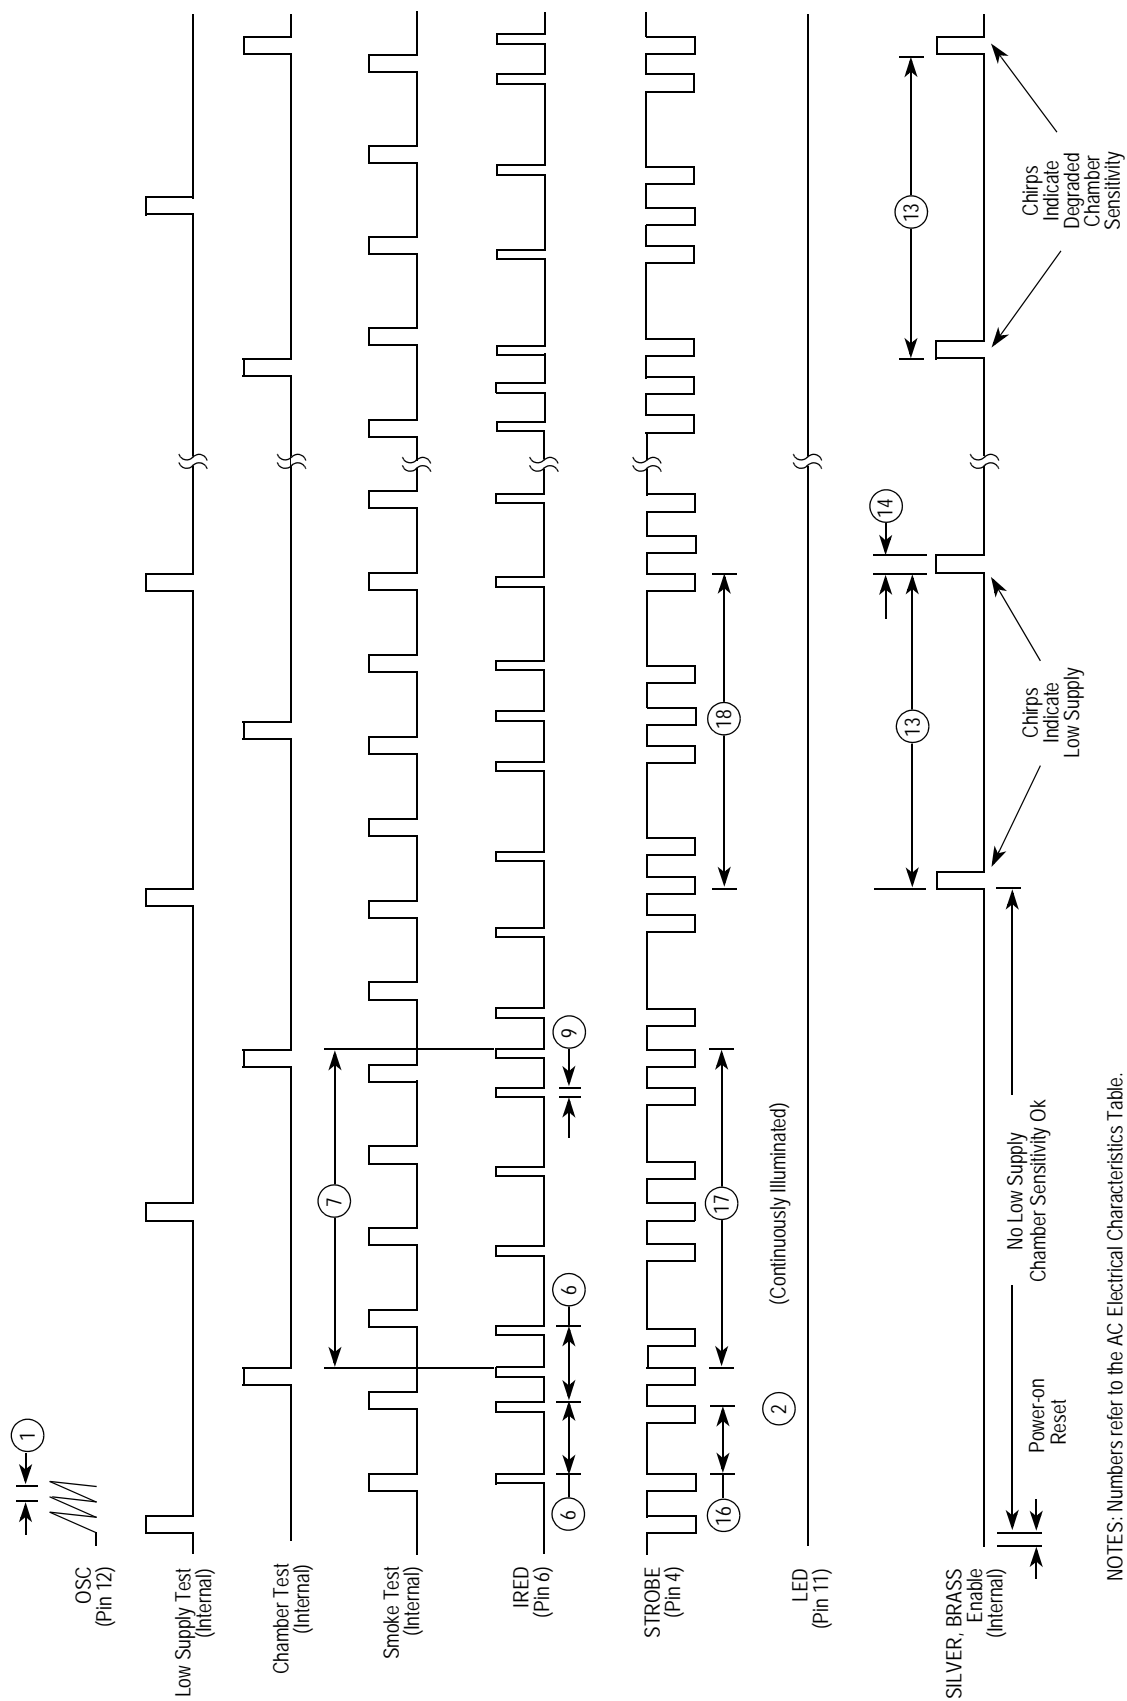 1
OSC
(Pin 12)
Low Supply Test
(Internal)
Chamber Test
(Internal)
7
Smoke Test
(Internal)
IRED
(Pin 6)
6
6
9
STROBE
(Pin 4)
16
17
18
2
(Continuously Illuminated)
LED
(Pin 11)
13
14
13
SILVER, BRASS
Enable
(Internal)
Power-on
Reset
No Low Supply
Chamber Sensitivity Ok
Chirps
Indicate
Low Supply
Chirps
Indicate
Degraded
Chamber
Sensitivity
NOTES: Numbers refer to the AC Electrical Characteristics Table.